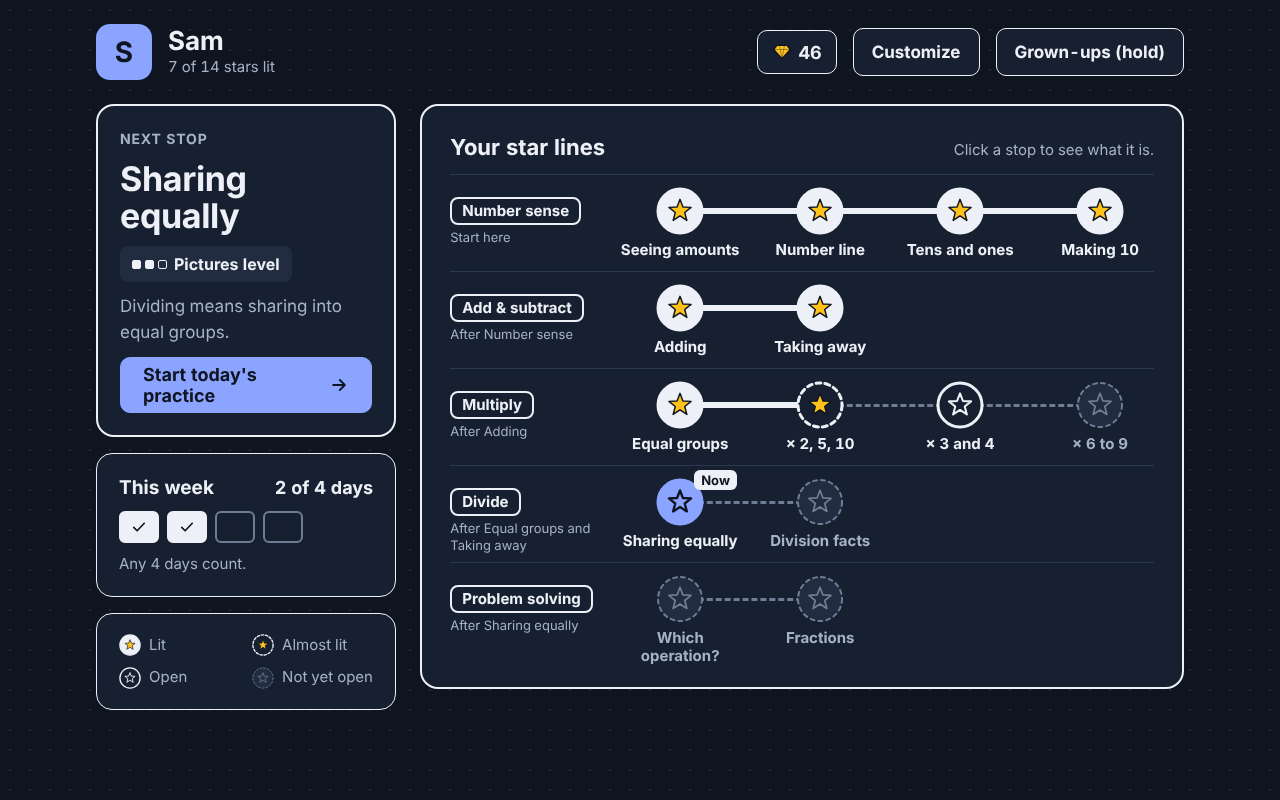 S
Sam
7 of 14 stars lit
46
Customize
Grown-ups (hold)
NEXT STOP
Sharing
equally
Pictures level
Dividing means sharing into
equal groups.
Start today's
practice
This week
2 of 4 days
Any 4 days count.
Lit
Almost lit
Open
Not yet open
Your star lines
Click a stop to see what it is.
Number sense
Start here
Seeing amounts
Number line
Tens and ones
Making 10
Add & subtract
After Number sense
Adding
Taking away
Multiply
After Adding
Equal groups
× 2, 5, 10
× 3 and 4
× 6 to 9
Divide
After Equal groups and
Taking away
Now
Sharing equally
Division facts
Problem solving
After Sharing equally
Which
operation?
Fractions